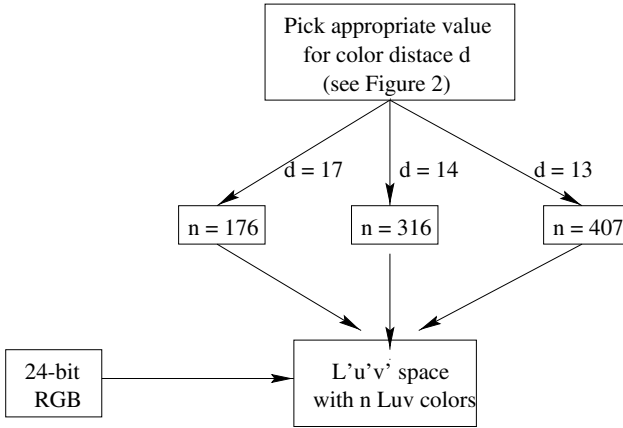 Pick appropriate value
for color distace d
(see Figure 2)
d = 17
d = 14
d = 13
n = 176
n = 316
n = 407
24-bit
RGB
L'u'v' space
with n Luv colors